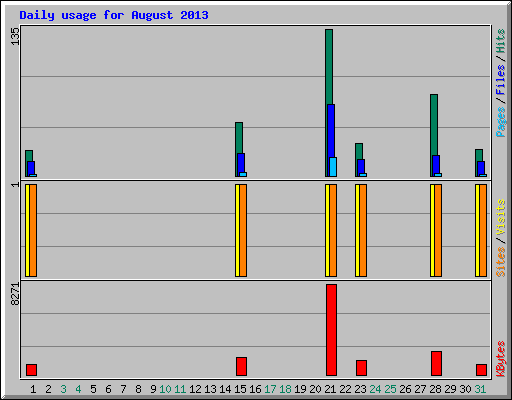 Daily usage for August 2013
135
Pages/Files/Hits
1
Sites/Visits
8271
KBytes
1 2 3 4 5 6 7 8 9 10 11 12 13 14 15 16 17 18 19 20 21 22 23 24 25 26 27 28 29 30 31